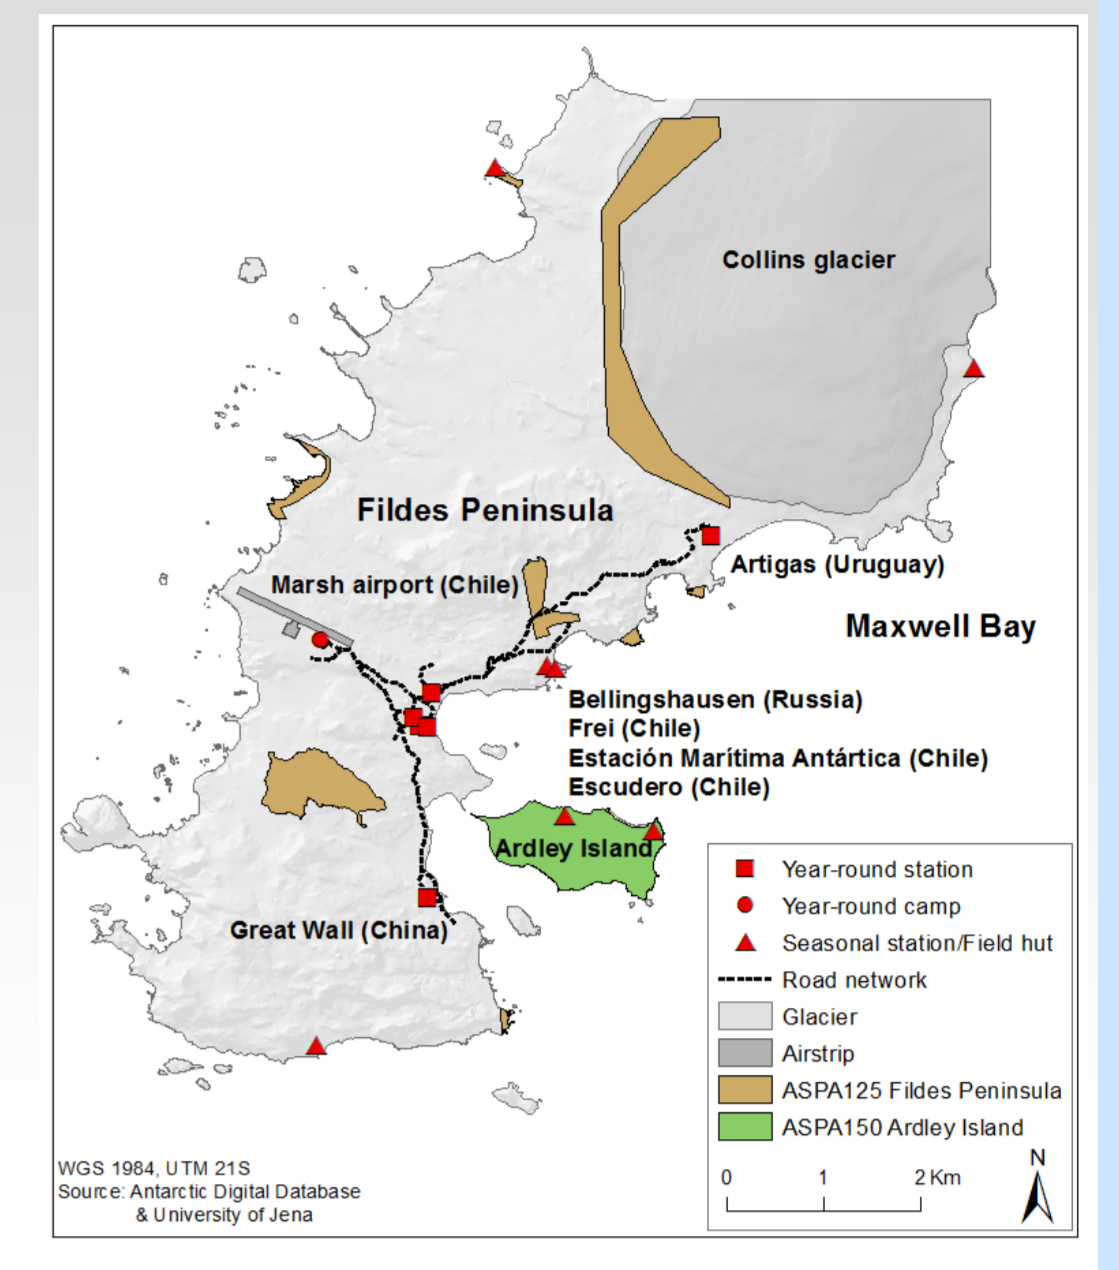 Collins glacier
Fildes Peninsula
Marsh airport (Chile)
Artigas (Uruguay)
Maxwell Bay
Bellingshausen (Russia)
Frei (Chile)
Estación Marítima Antártica (Chile)
Escudero (Chile)
Ardley Island
Great Wall (China)
Year-round station
Year-round camp
Seasonal station/Field hut
Road network
Glacier
Airstrip
ASPA125 Fildes Peninsula
ASPA150 Ardley Island
N
0 1 2 Km
WGS 1984, UTM 21S
Source: Antarctic Digital Database
& University of Jena